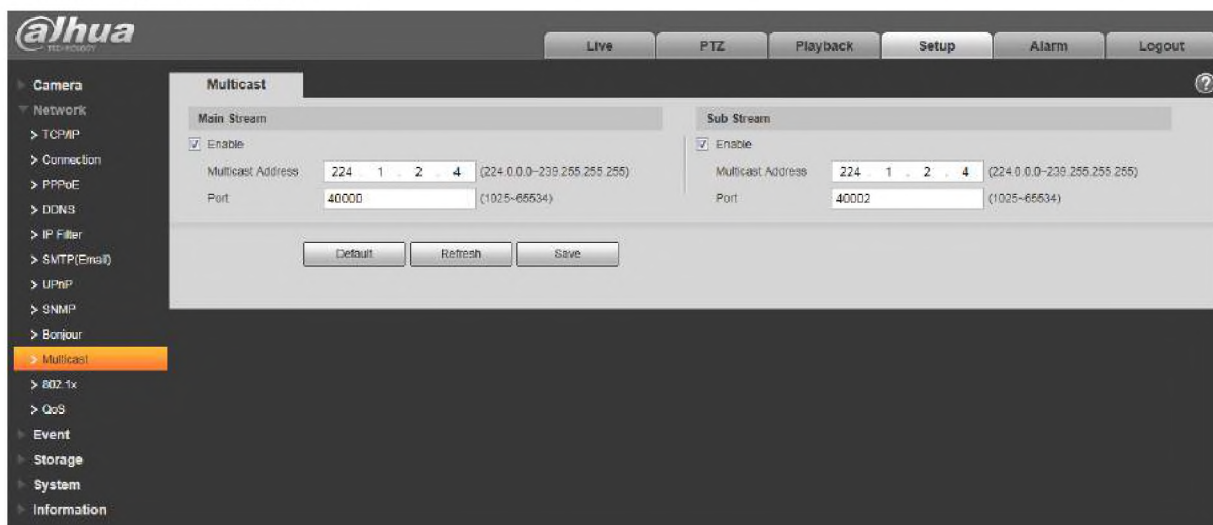 alhua
TECHNOLOGY
Live PTZ Playback Setup Alarm Logout
Camera
Network
> TCP/IP
> Connection
> PPPoE
> DDNS
> IP Filter
> SMTP(Email)
> UPnP
> SNMP
> Bonjour
> Multicast
> 802.1x
> QoS
Event
Storage
System
Information
Multicast
?
Main Stream
Enable
Multicast Address 224 . 1 . 2 . 4 (224.0.0.0~239.255.255.255)
Port 40000 (1025~65534)
Sub Stream
Enable
Multicast Address 224 . 1 . 2 . 4 (224.0.0.0~239.255.255.255)
Port 40002 (1025~65534)
Default Refresh Save